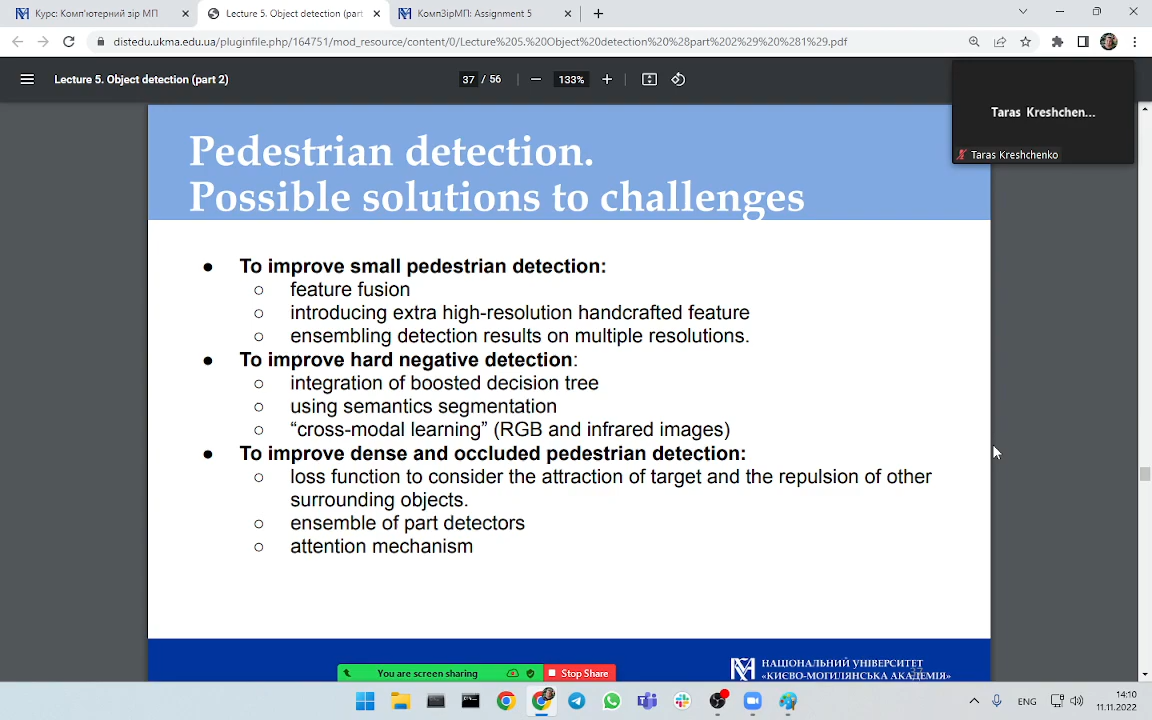 Курс: Комп'ютерний зір МП
Lecture 5. Object detection (part
КомпЗірМП: Assignment 5
distedu.ukma.edu.ua/pluginfile.php/164751/mod_resource/content/0/Lecture%205.%20Object%20detection%20%28part%202%29%20%281%29.pdf
Lecture 5. Object detection (part 2)
37 / 56
133%
Taras Kreshchen...
Taras Kreshchenko
Pedestrian detection.
Possible solutions to challenges
● To improve small pedestrian detection:
○ feature fusion
○ introducing extra high-resolution handcrafted feature
○ ensembling detection results on multiple resolutions.
● To improve hard negative detection:
○ integration of boosted decision tree
○ using semantics segmentation
○ “cross-modal learning” (RGB and infrared images)
● To improve dense and occluded pedestrian detection:
○ loss function to consider the attraction of target and the repulsion of other
surrounding objects.
○ ensemble of part detectors
○ attention mechanism
НАЦІОНАЛЬНИЙ УНІВЕРСИТЕТ
«КИЄВО-МОГИЛЯНСЬКА АКАДЕМІЯ»
37
You are screen sharing
Stop Share
ENG
14:10
11.11.2022